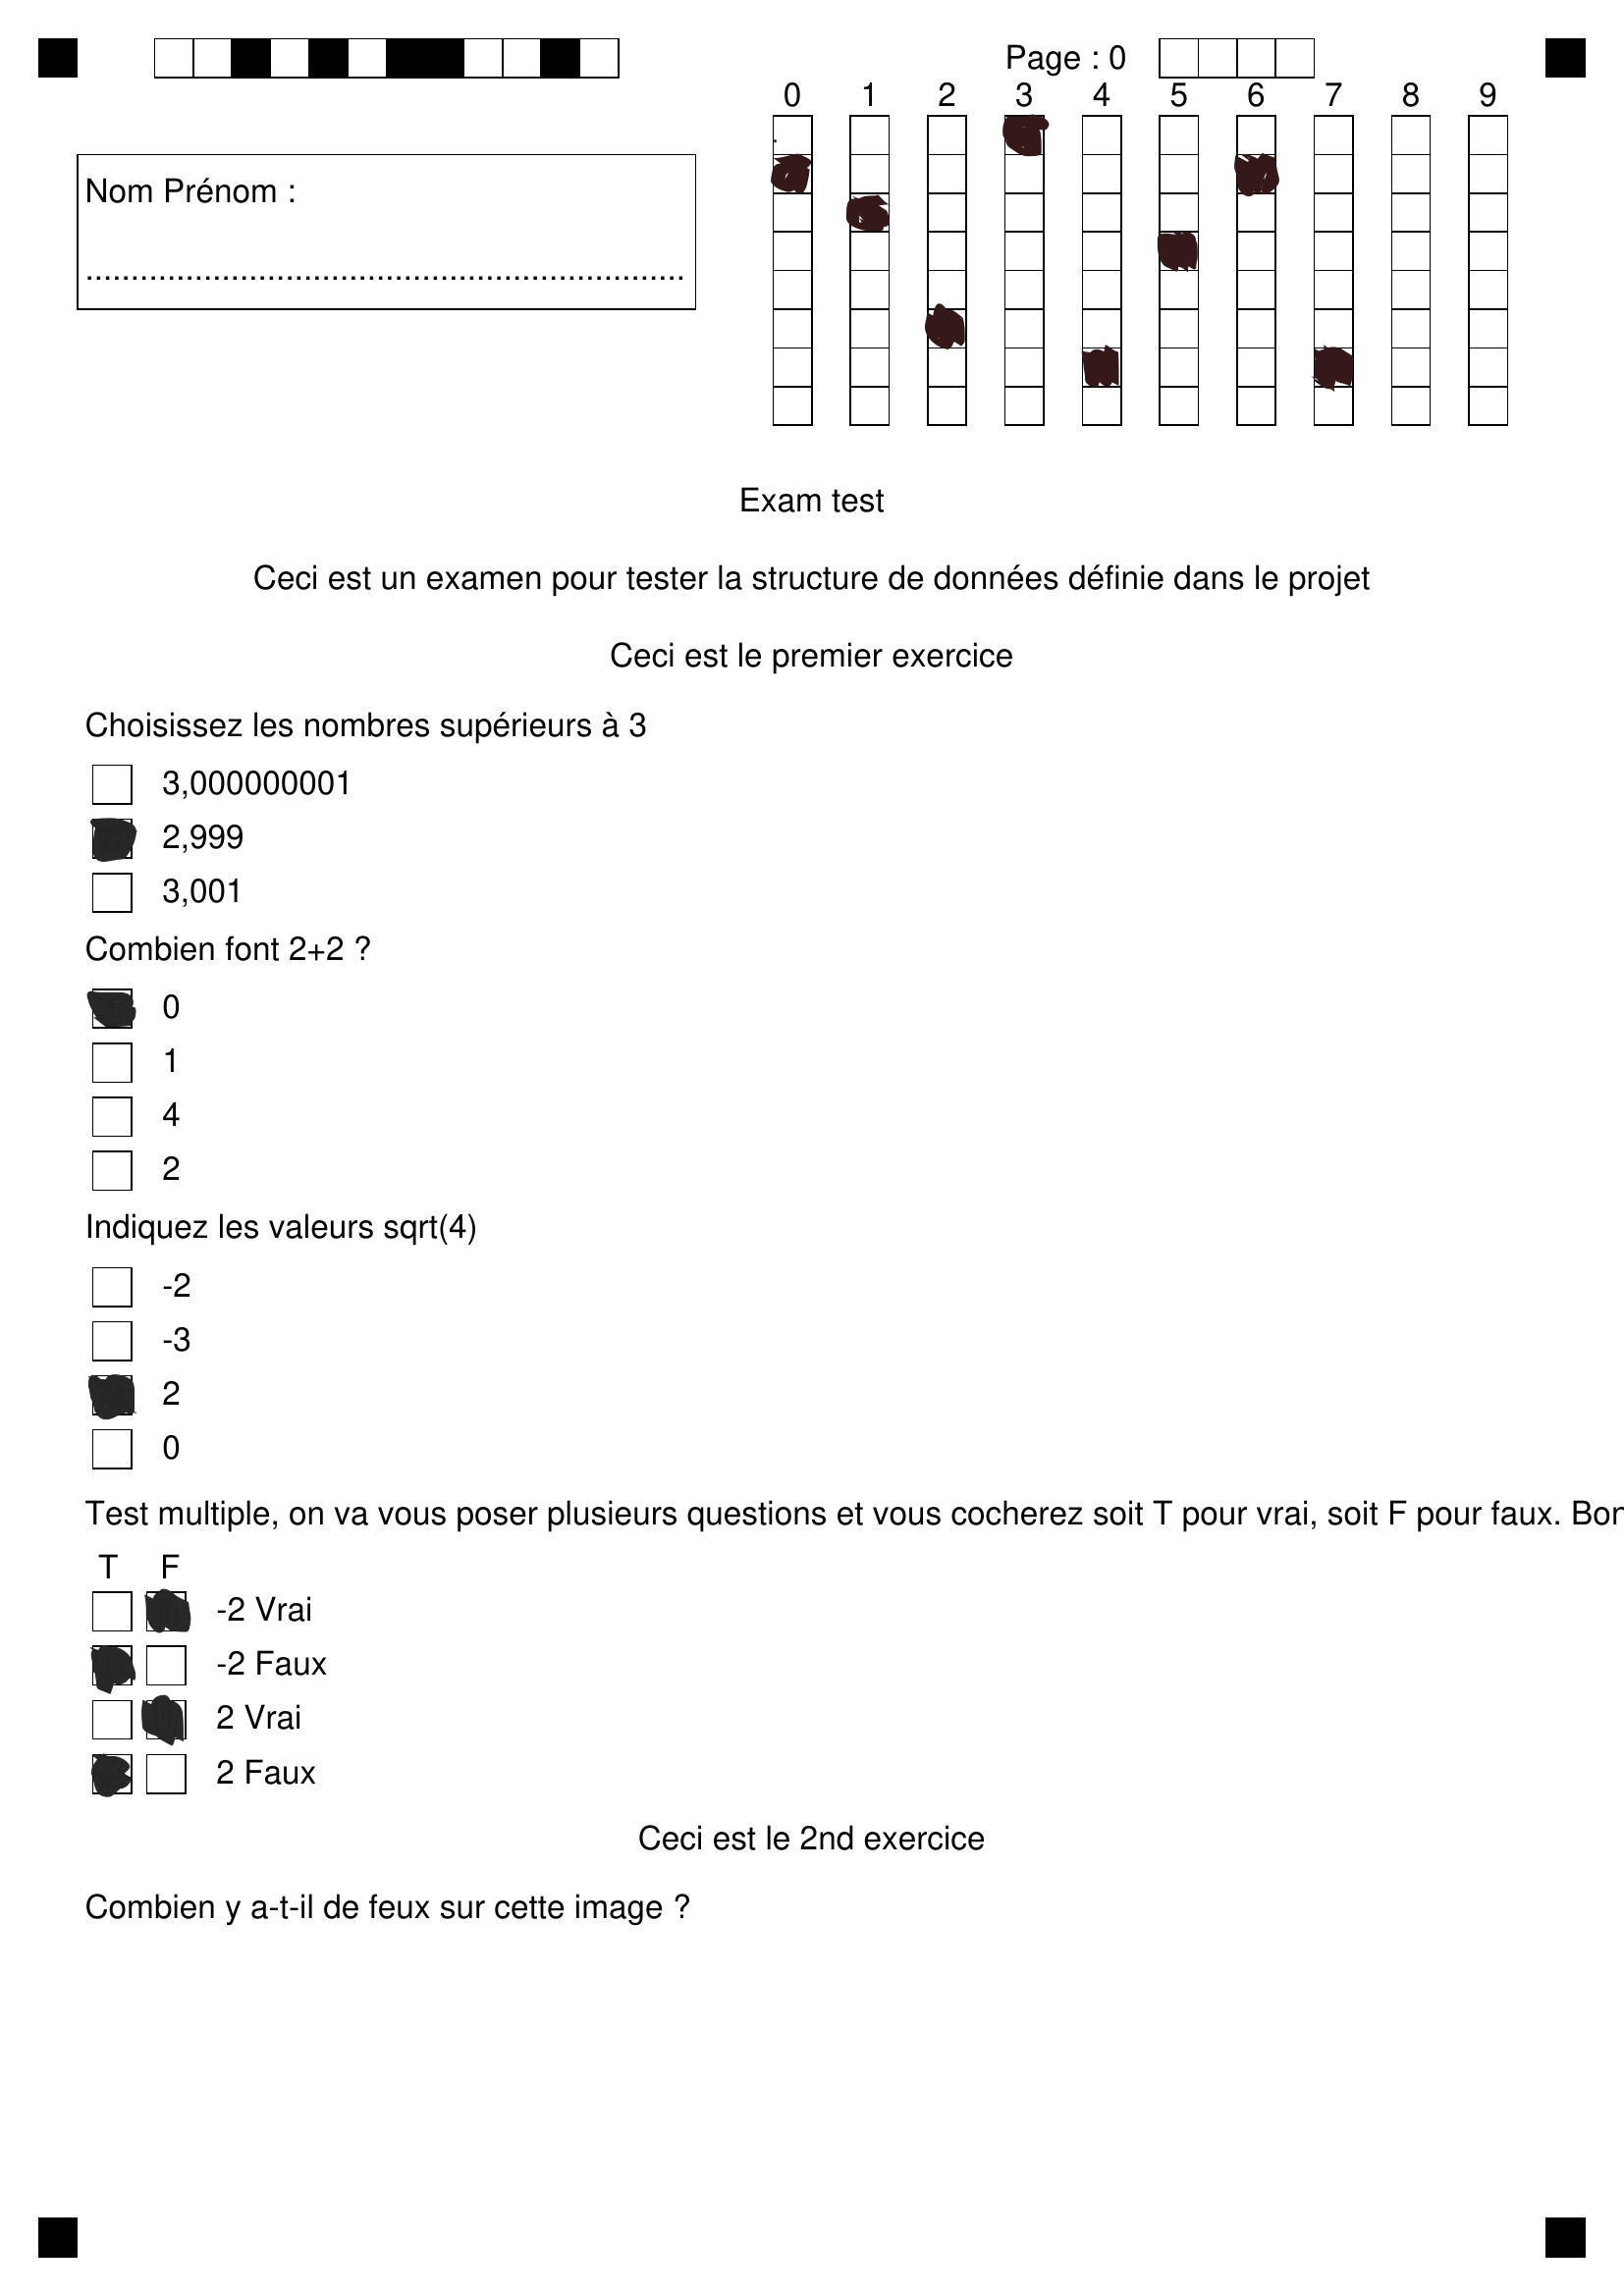 Page : 0
0 1 2 3 4 5 6 7 8 9
Nom Prénom :
Exam test
Ceci est un examen pour tester la structure de données définie dans le projet
Ceci est le premier exercice
Choisissez les nombres supérieurs à 3
3,000000001
2,999
3,001
Combien font 2+2 ?
0
1
4
2
Indiquez les valeurs sqrt(4)
-2
-3
2
0
Test multiple, on va vous poser plusieurs questions et vous cocherez soit T pour vrai, soit F pour faux. Bon
T F
-2 Vrai
-2 Faux
2 Vrai
2 Faux
Ceci est le 2nd exercice
Combien y a-t-il de feux sur cette image ?